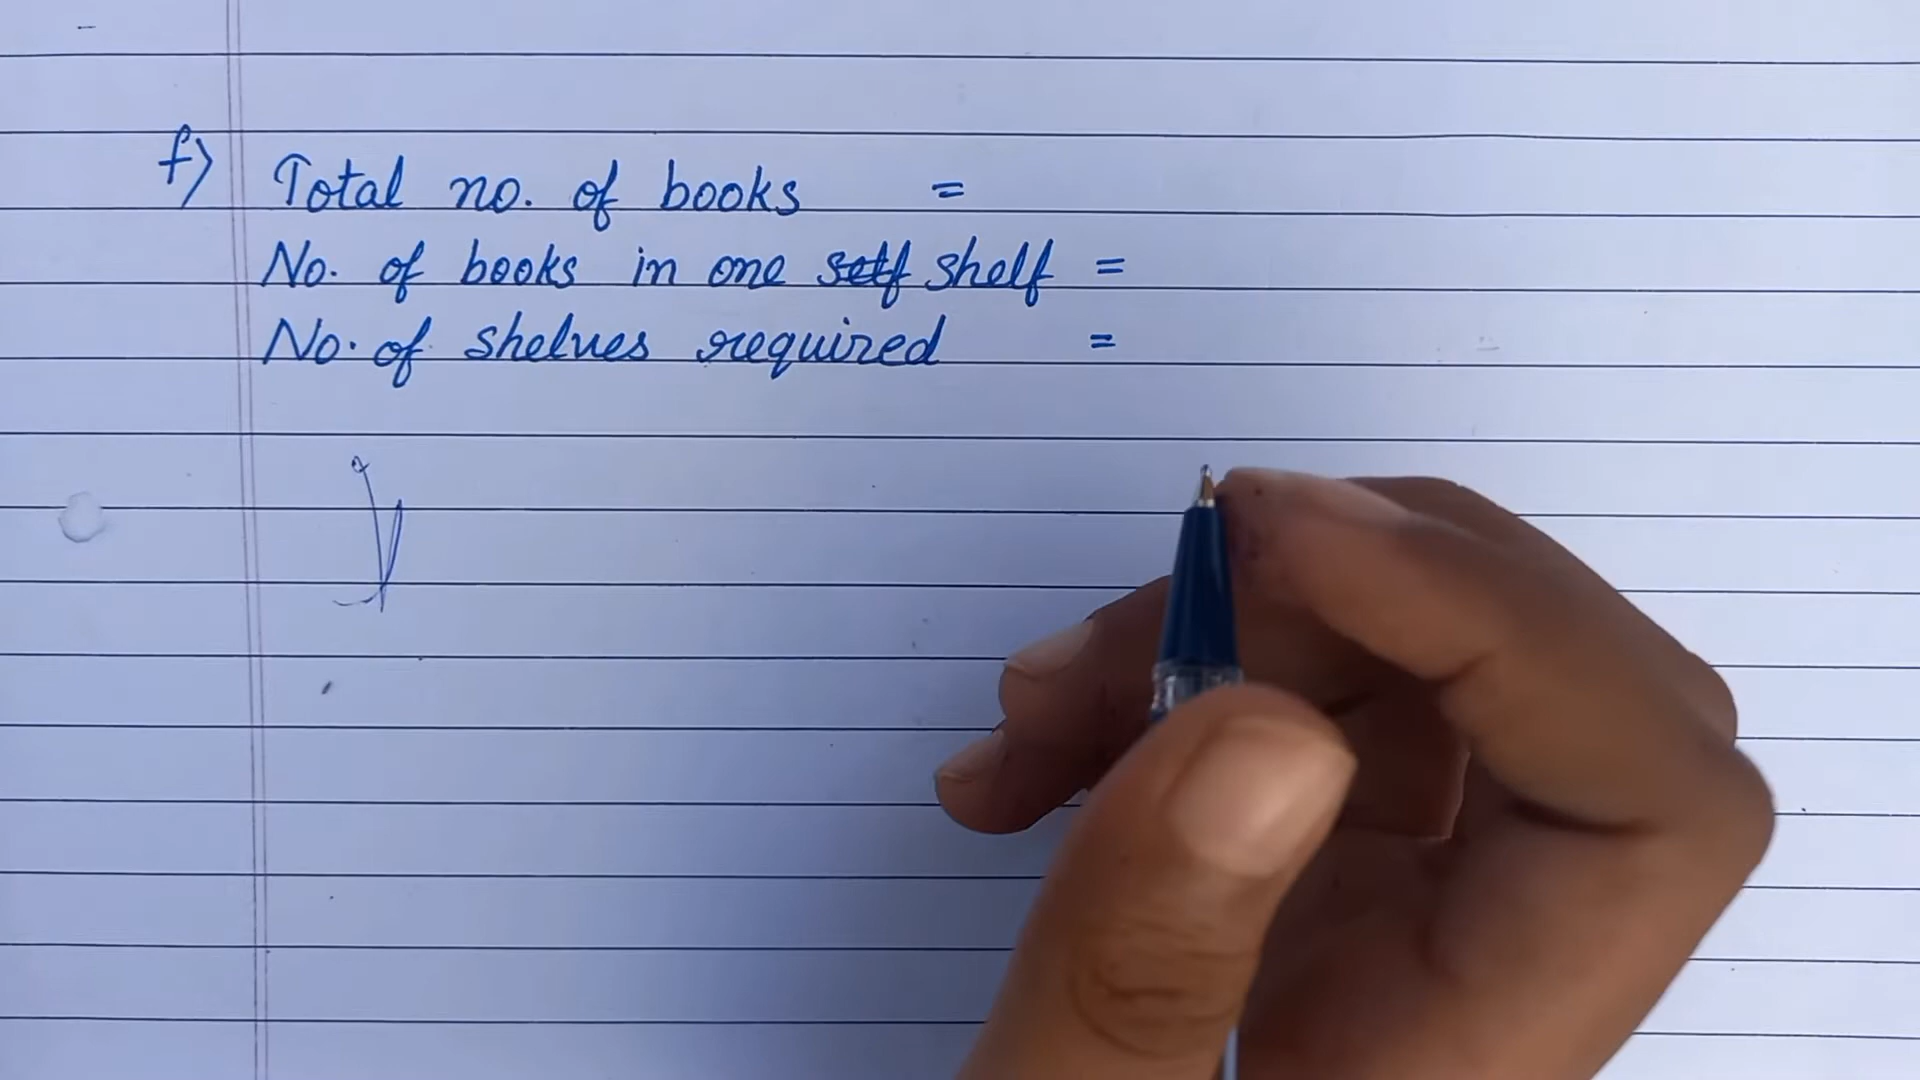 f) Total no. of books =
No. of books in one self shelf =
No. of shelves required =